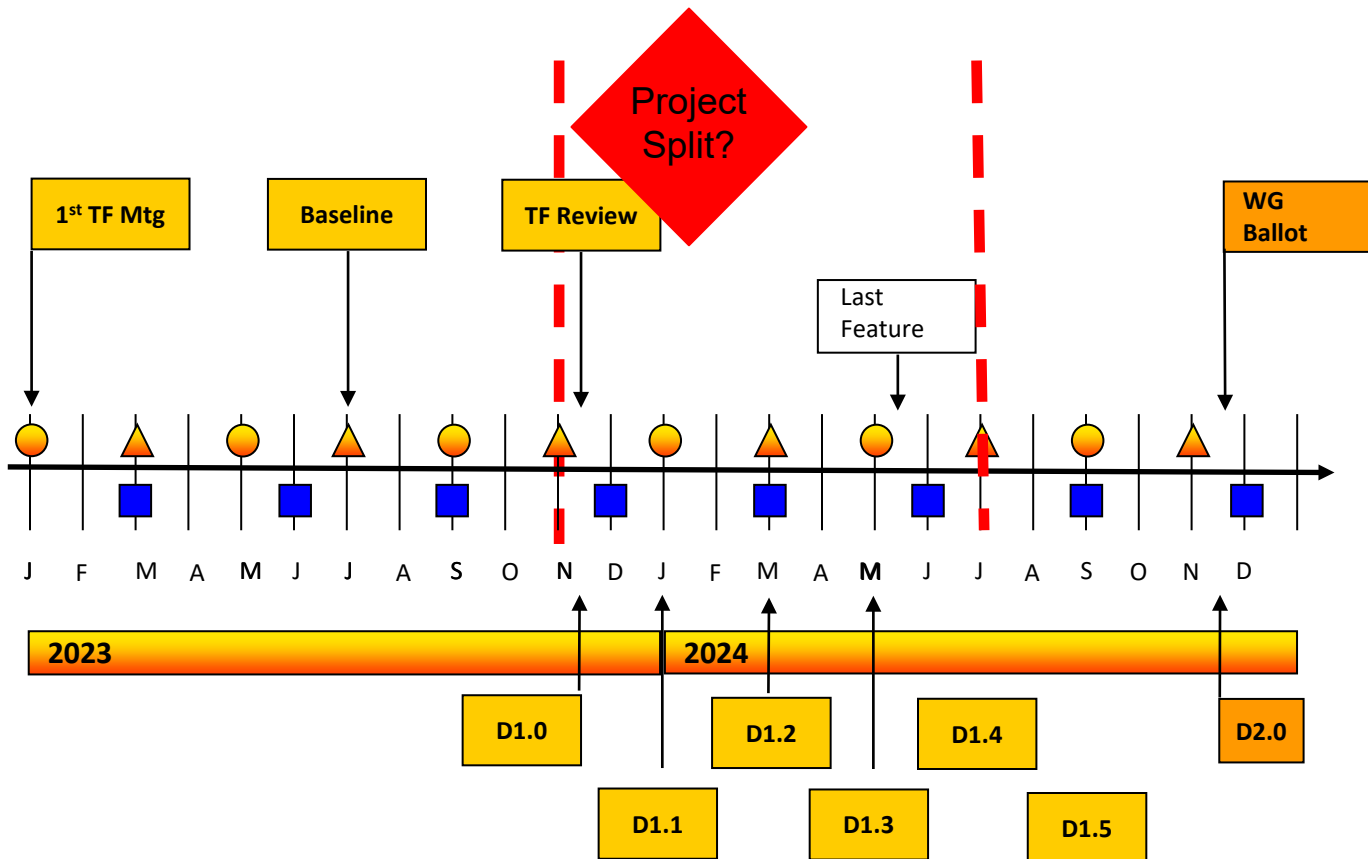 Project
Split?
1st TF Mtg
Baseline
TF Review
WG
Ballot
Last
Feature
J F M A M J J A S O N D J F M A M J J A S O N D
2023
2024
D1.0
D1.2
D1.4
D2.0
D1.1
D1.3
D1.5